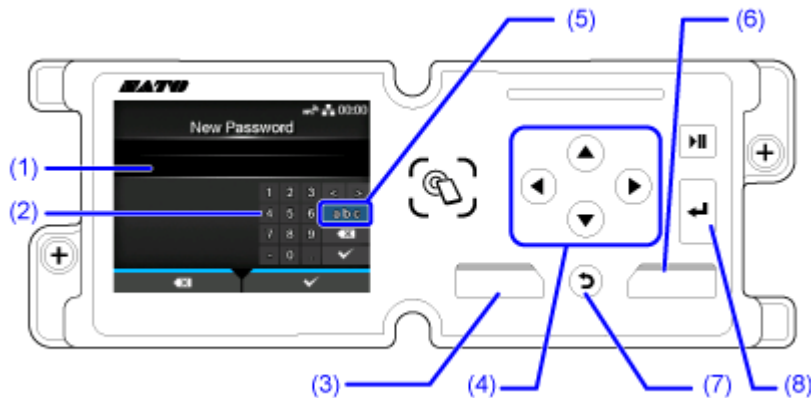 (5)
(6)
SATO
00:00
New Password
(1)
1 2 3 < >
(2)
4 5 6 abc
7 8 9
- 0 .
(3)
(4)
(7)
(8)